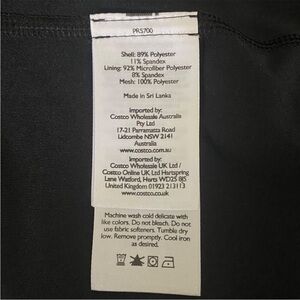 PR5700
Shell: 89% Polyester
11% Spandex
Lining: 92% Microfiber Polyester
8% Spandex
Mesh: 100% Polyester
Made in Sri Lanka
Imported by:
Costco Wholesale Australia
Pty Ltd
17-21 Parramatta Road
Lidcombe NSW 2141
Australia
www.costco.com.au
Imported by:
Costco Wholesale UK Ltd /
Costco Online UK Ltd Hartspring
Lane Watford, Herts WD25 8JS
United Kingdom 01923 213113
www.costco.com
Machine wash cold delicate with
like colors. Do not bleach. Do not
use fabric softeners. Tumble dry
low. Remove promptly. Cool iron
as desired.